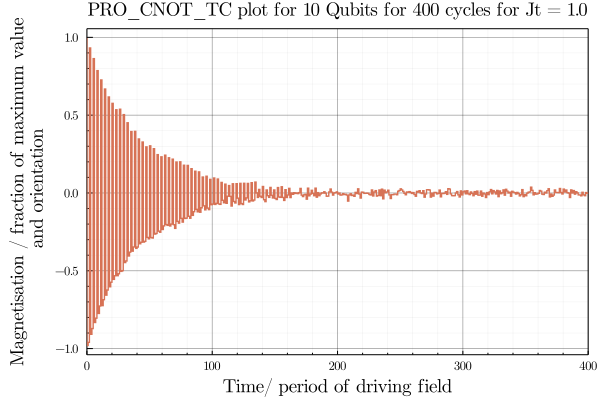 PRO_CNOT_TC plot for 10 Qubits for 400 cycles for Jt = 1.0
Magnetisation / fraction of maximum value
and orientation
1.0
0.5
0.0
−0.5
−1.0
0 100 200 300 400
Time/ period of driving field